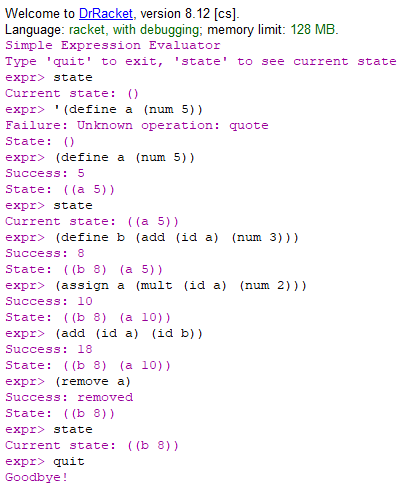 Welcome to DrRacket, version 8.12 [cs].
Language: racket, with debugging; memory limit: 128 MB.
Simple Expression Evaluator
Type 'quit' to exit, 'state' to see current state
expr> state
Current state: ()
expr> '(define a (num 5))
Failure: Unknown operation: quote
State: ()
expr> (define a (num 5))
Success: 5
State: ((a 5))
expr> state
Current state: ((a 5))
expr> (define b (add (id a) (num 3)))
Success: 8
State: ((b 8) (a 5))
expr> (assign a (mult (id a) (num 2)))
Success: 10
State: ((b 8) (a 10))
expr> (add (id a) (id b))
Success: 18
State: ((b 8) (a 10))
expr> (remove a)
Success: removed
State: ((b 8))
expr> state
Current state: ((b 8))
expr> quit
Goodbye!